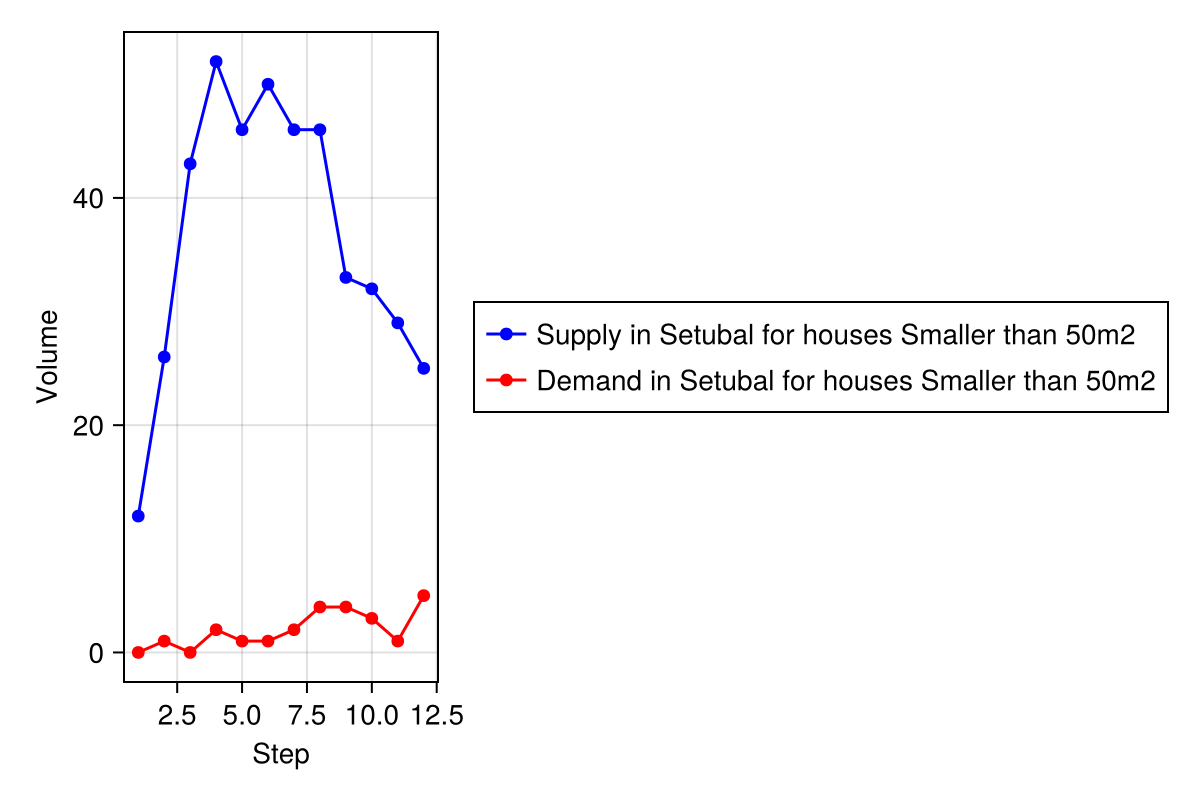 Volume
40
20
0
2.5 5.0 7.5 10.0 12.5
Step
Supply in Setubal for houses Smaller than 50m2
Demand in Setubal for houses Smaller than 50m2